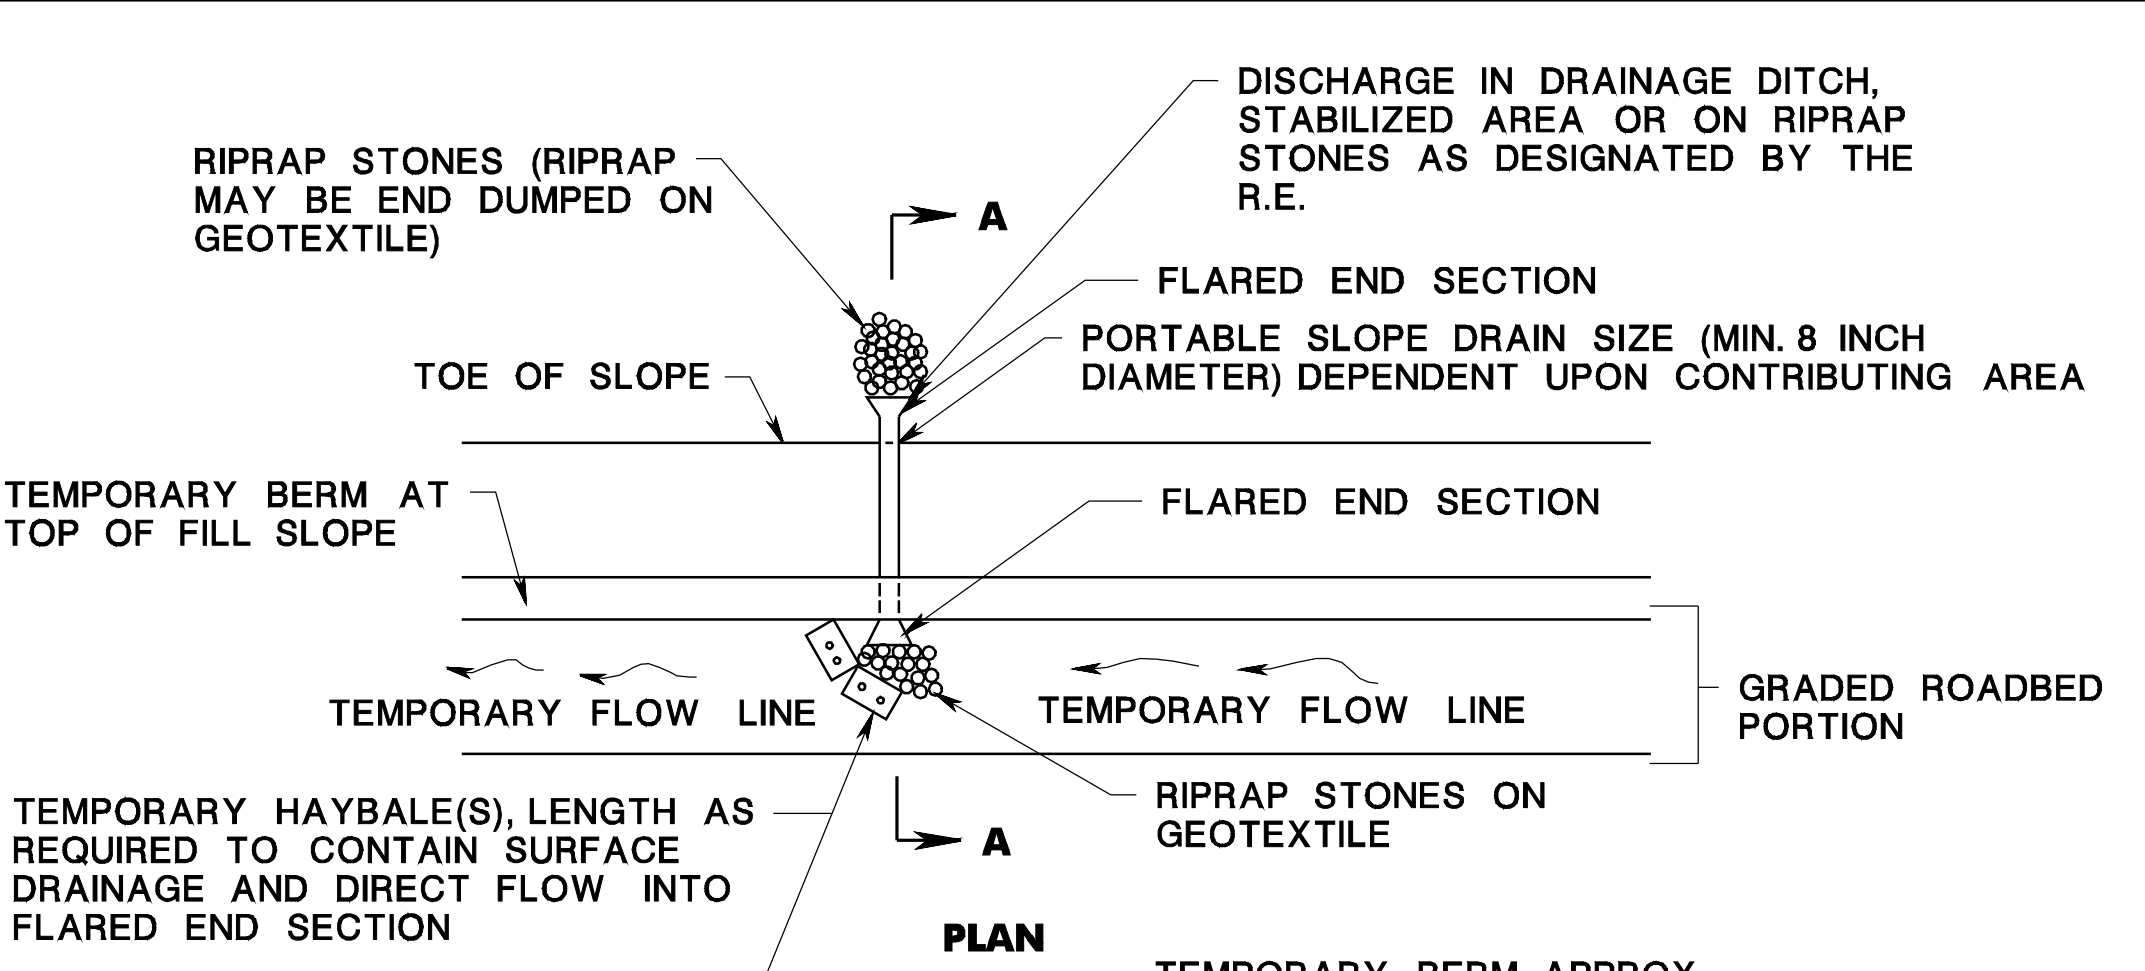 DISCHARGE IN DRAINAGE DITCH,
STABILIZED AREA OR ON RIPRAP
STONES AS DESIGNATED BY THE
R.E.
RIPRAP STONES (RIPRAP
MAY BE END DUMPED ON
GEOTEXTILE)
A
FLARED END SECTION
PORTABLE SLOPE DRAIN SIZE (MIN. 8 INCH
DIAMETER) DEPENDENT UPON CONTRIBUTING AREA
TOE OF SLOPE
TEMPORARY BERM AT
TOP OF FILL SLOPE
FLARED END SECTION
TEMPORARY FLOW LINE
TEMPORARY FLOW LINE
GRADED ROADBED
PORTION
TEMPORARY HAYBALE(S), LENGTH AS
REQUIRED TO CONTAIN SURFACE
DRAINAGE AND DIRECT FLOW INTO
FLARED END SECTION
RIPRAP STONES ON
GEOTEXTILE
A
PLAN
TEMPORARY BERM APPROX